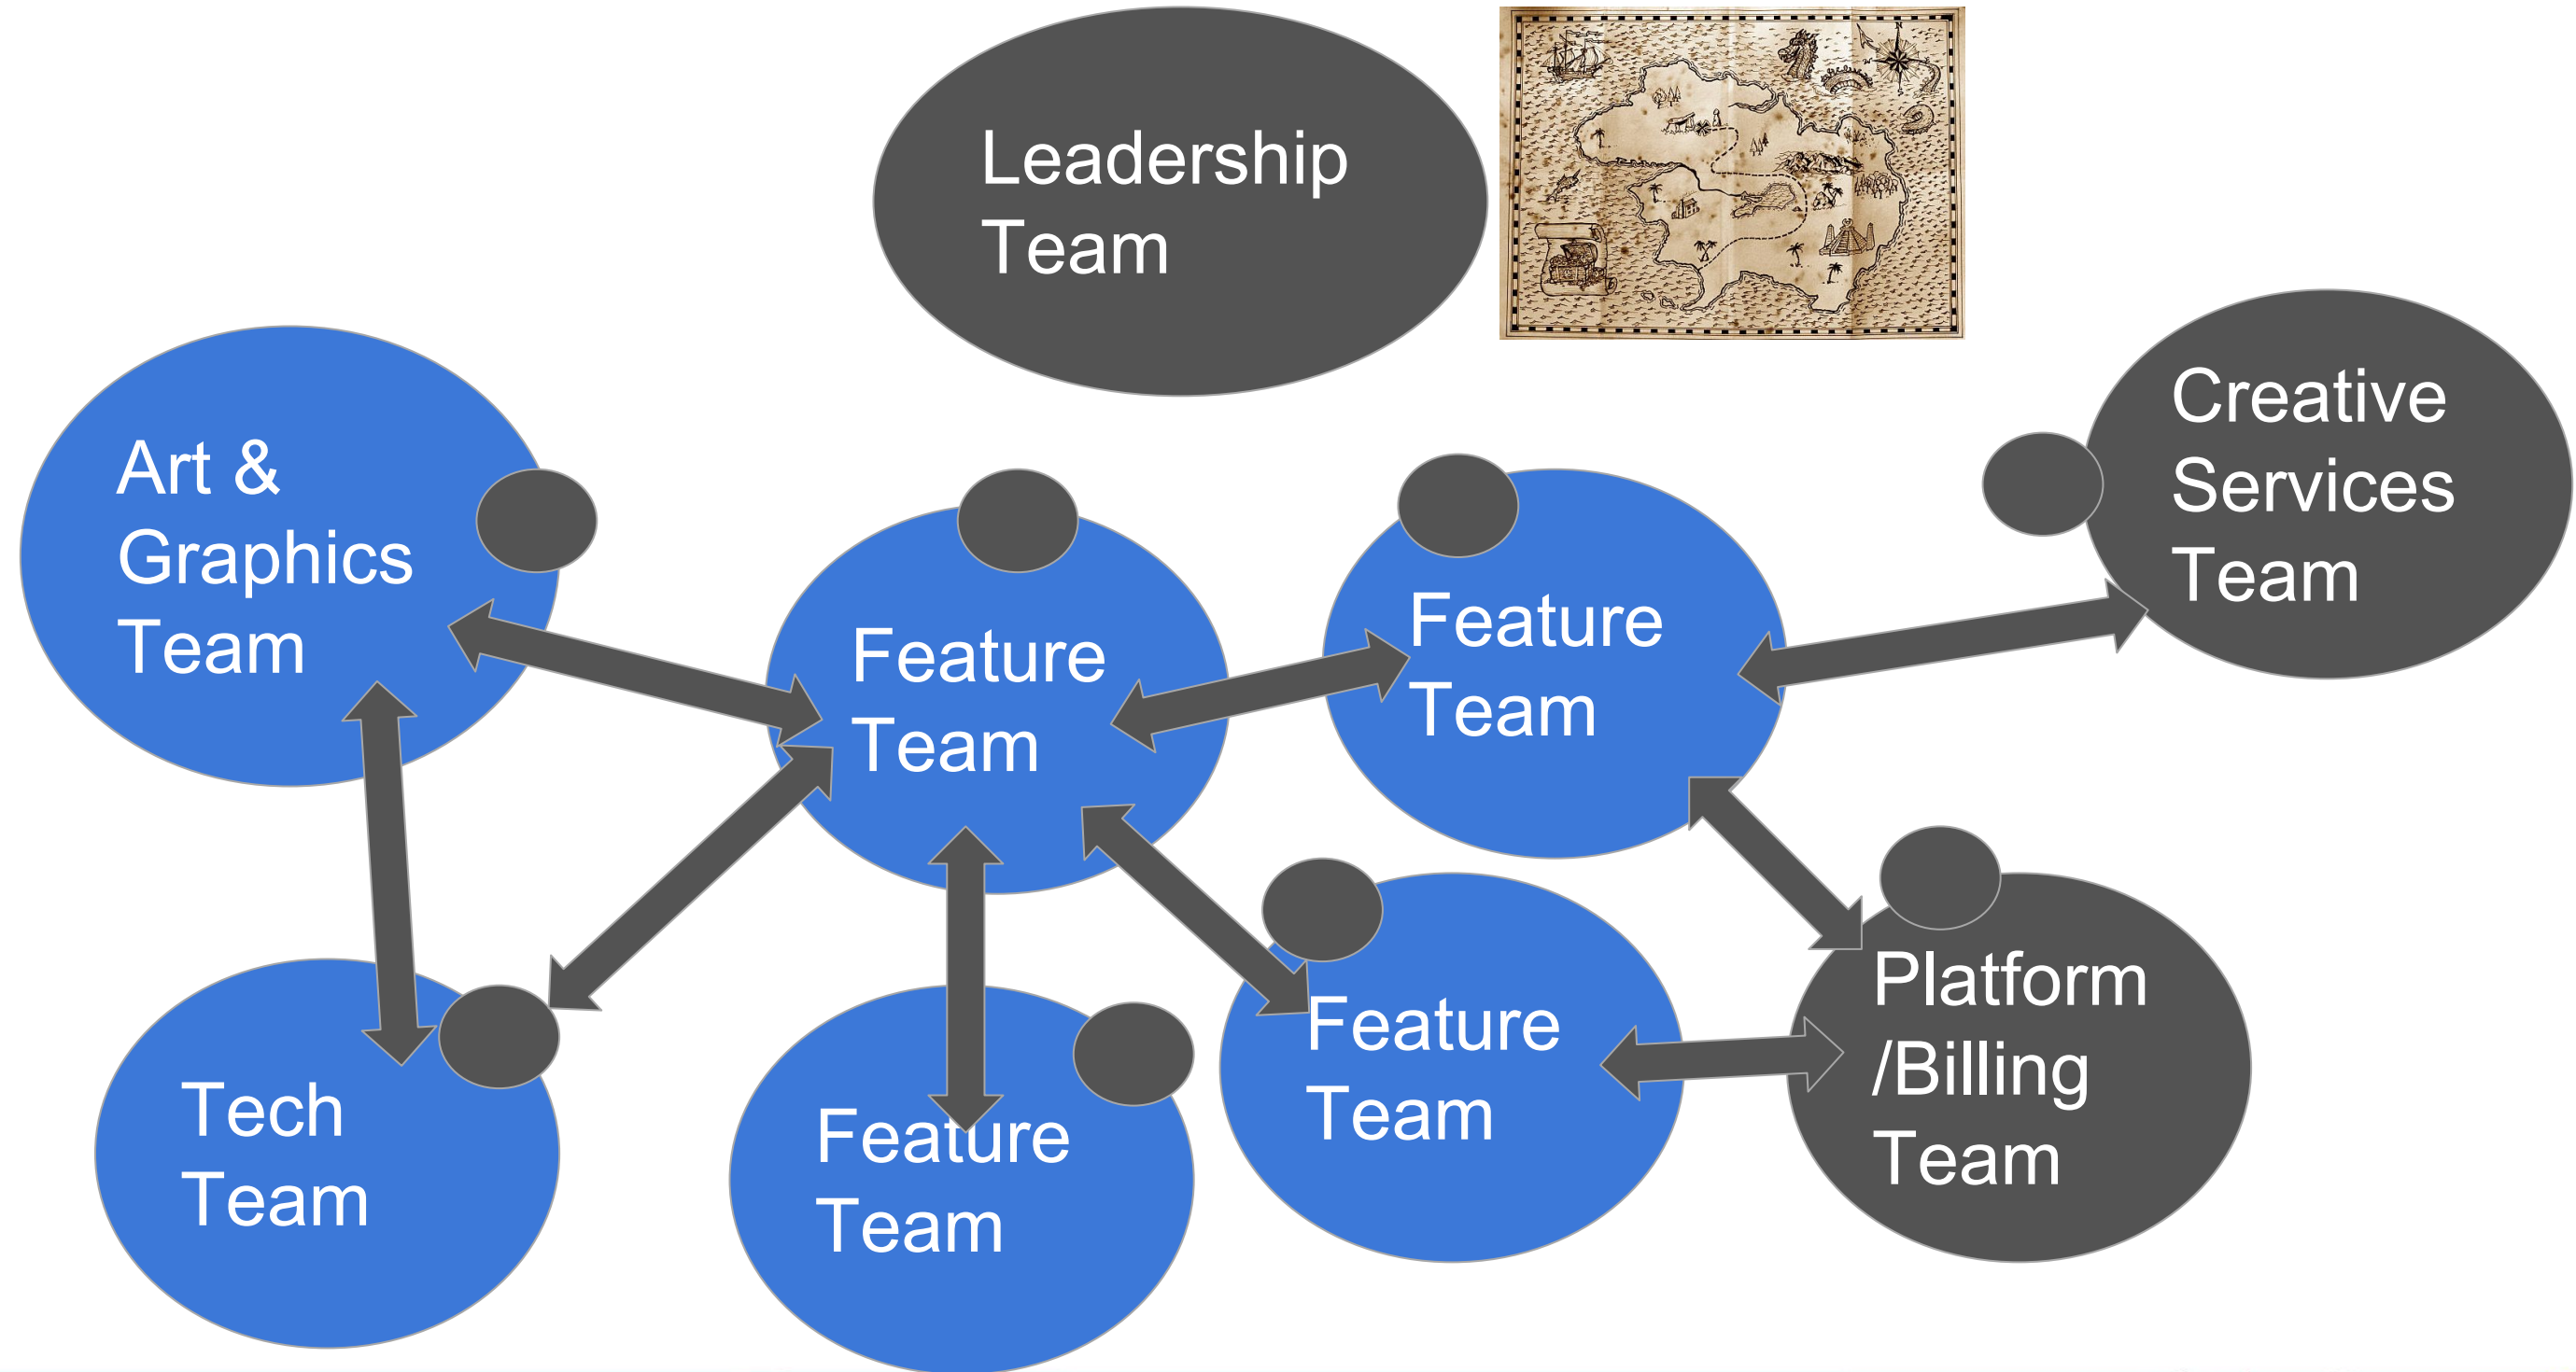 Leadership
Team
Art &
Graphics
Team
Feature
Team
Feature
Team
Creative
Services
Team
Tech
Team
Feature
Team
Feature
Team
Platform
/Billing
Team
N